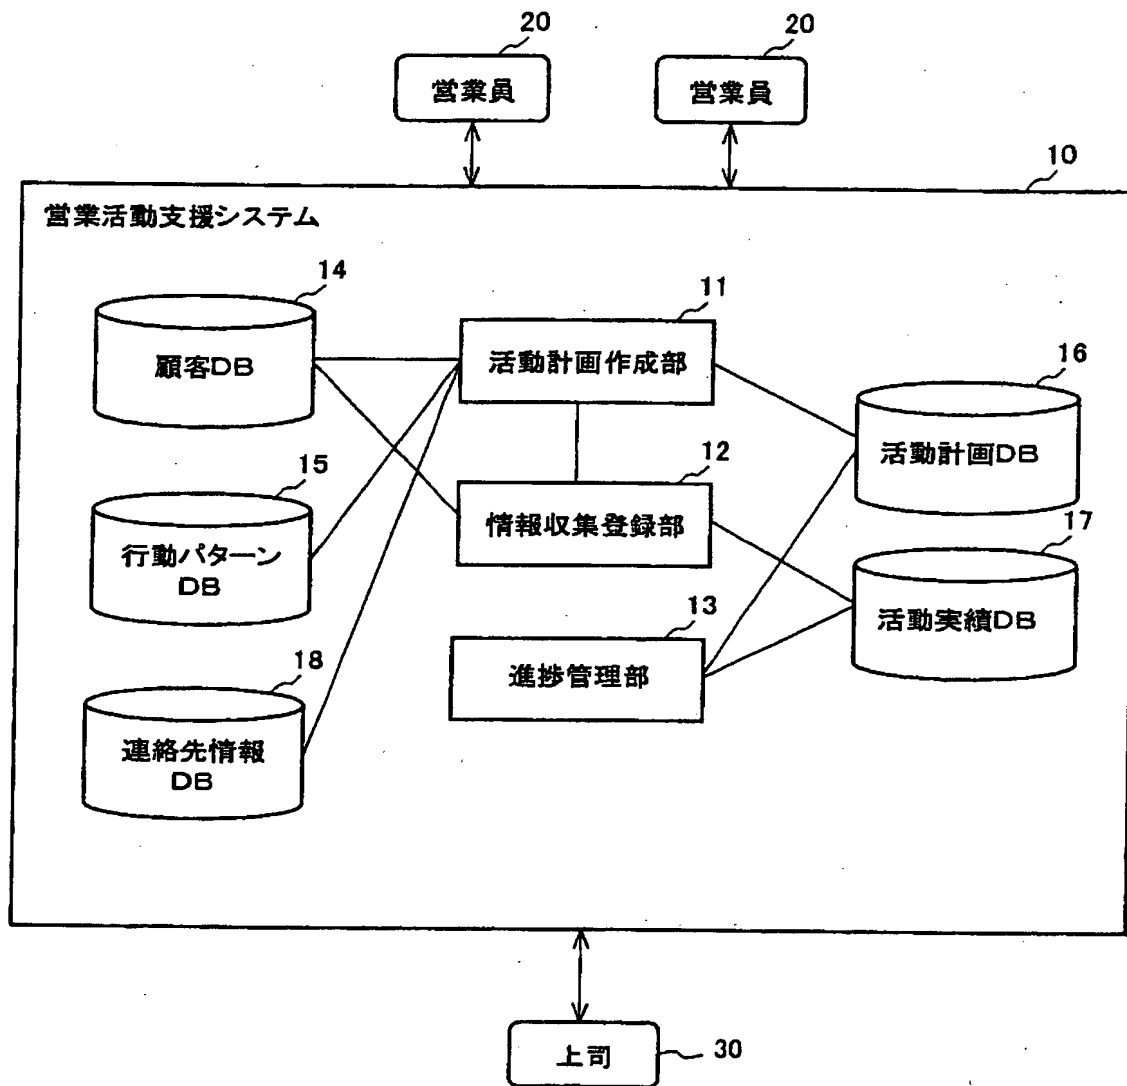 20
20
営業員
営業員
10
営業活動支援システム
14
11
顧客DB
活動計画作成部
16
活動計画DB
12
15
情報収集登録部
行動パターン
DB
17
活動実績DB
13
進捗管理部
18
連絡先情報
DB
上司
30